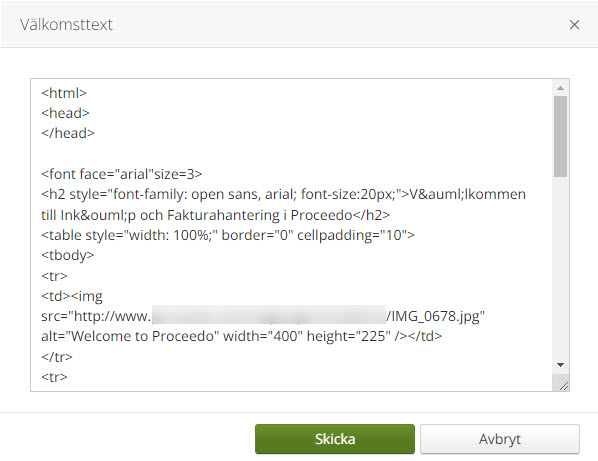 Välkomsttext ×
<html>
<head>
</head>
<font face="arial"size=3>
<h2 style="font-family: open sans, arial; font-size:20px;">V&auml;lkommen
till Ink&ouml;p och Fakturahantering i Proceedo</h2>
<table style="width: 100%;" border="0" cellpadding="10">
<tbody>
<tr>
<td><img
src="http://www. /IMG_0678.jpg"
alt="Welcome to Proceedo" width="400" height="225" /></td>
</tr>
<tr>
Skicka Avbryt